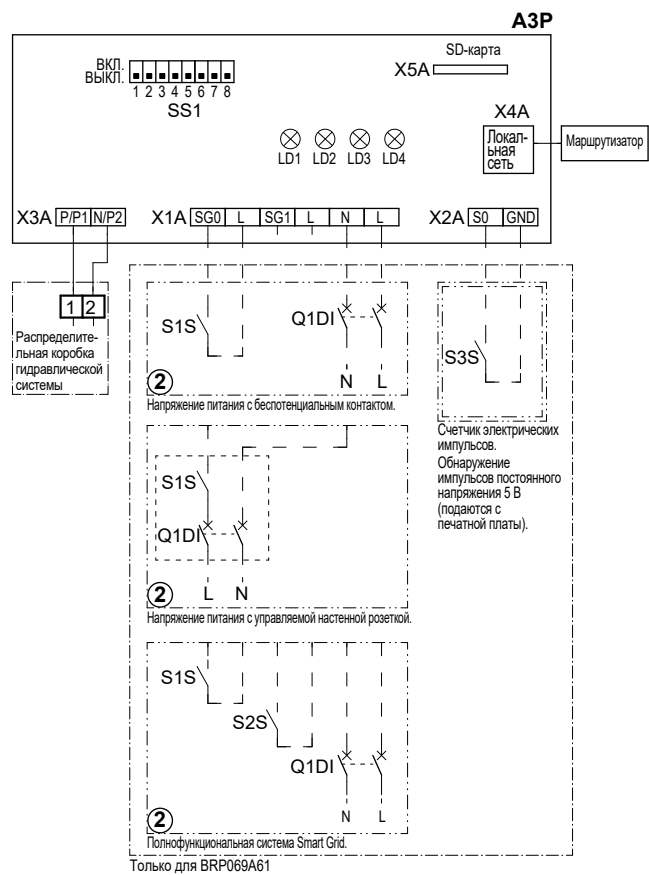 A3P
SD-карта
X5A
ВКЛ.
ВЫКЛ.
1 2 3 4 5 6 7 8
SS1
X4A
LD1 LD2 LD3 LD4
Локал-
ьная
сеть
Маршрутизатор
X3A P/P1 N/P2
X1A SG0 L SG1 L N L
X2A S0 GND
1 2
Распределите-
льная коробка
гидравлической
системы
S1S
Q1DI
N L
2
Напряжение питания с беспотенциальным контактом.
S3S
Счетчик электрических
импульсов.
Обнаружение
импульсов постоянного
напряжения 5 В
(подаются с
печатной платы).
S1S
Q1DI
2
L N
Напряжение питания с управляемой настенной розеткой.
S1S
S2S
Q1DI
N L
2
Полнофункциональная система Smart Grid.
Только для BRP069A61